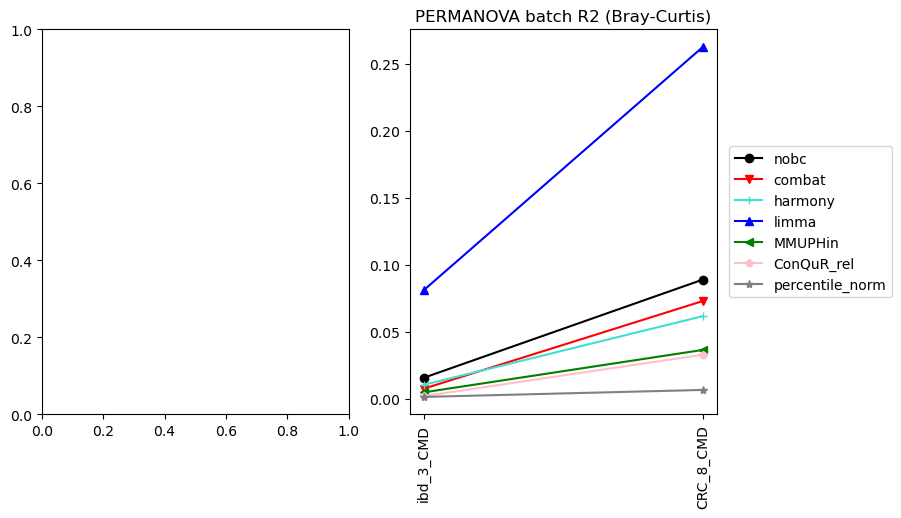 PERMANOVA batch R2 (Bray-Curtis)
1.0
0.8
0.6
0.4
0.2
0.0
0.0
0.2
0.4
0.6
0.8
1.0
0.25
0.20
0.15
0.10
0.05
0.00
ibd_3_CMD
CRC_8_CMD
nobc
combat
harmony
limma
MMUPHin
ConQuR_rel
percentile_norm